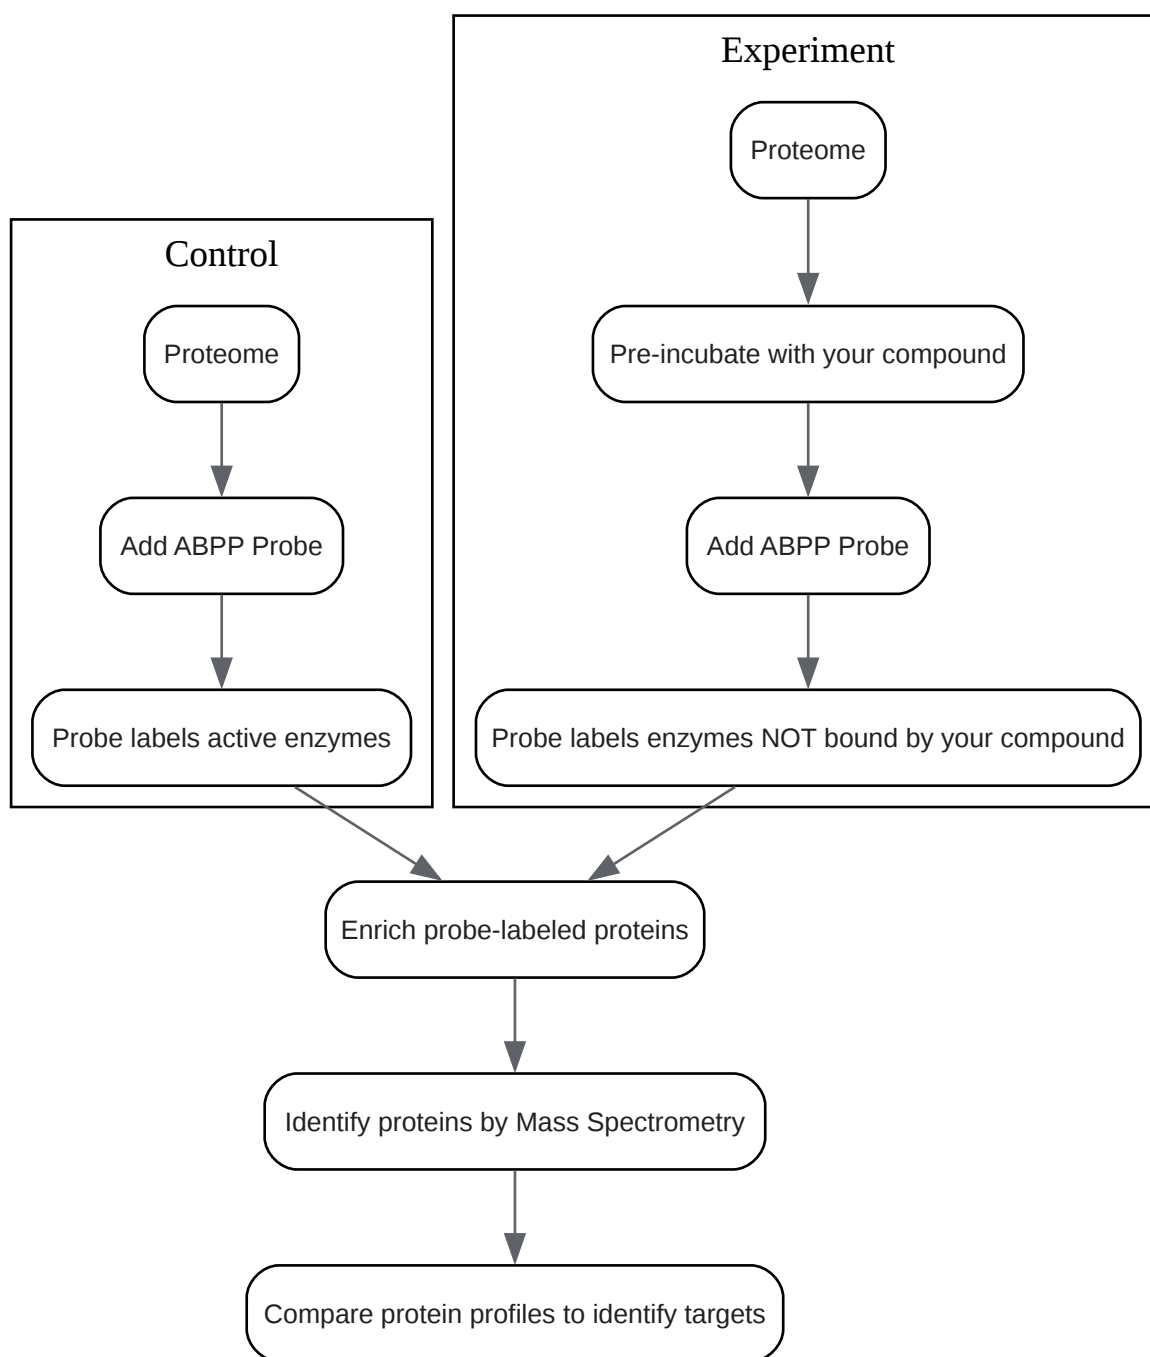 Control
Proteome
Add ABPP Probe
Probe labels active enzymes
Experiment
Proteome
Pre-incubate with your compound
Add ABPP Probe
Probe labels enzymes NOT bound by your compound
Enrich probe-labeled proteins
Identify proteins by Mass Spectrometry
Compare protein profiles to identify targets